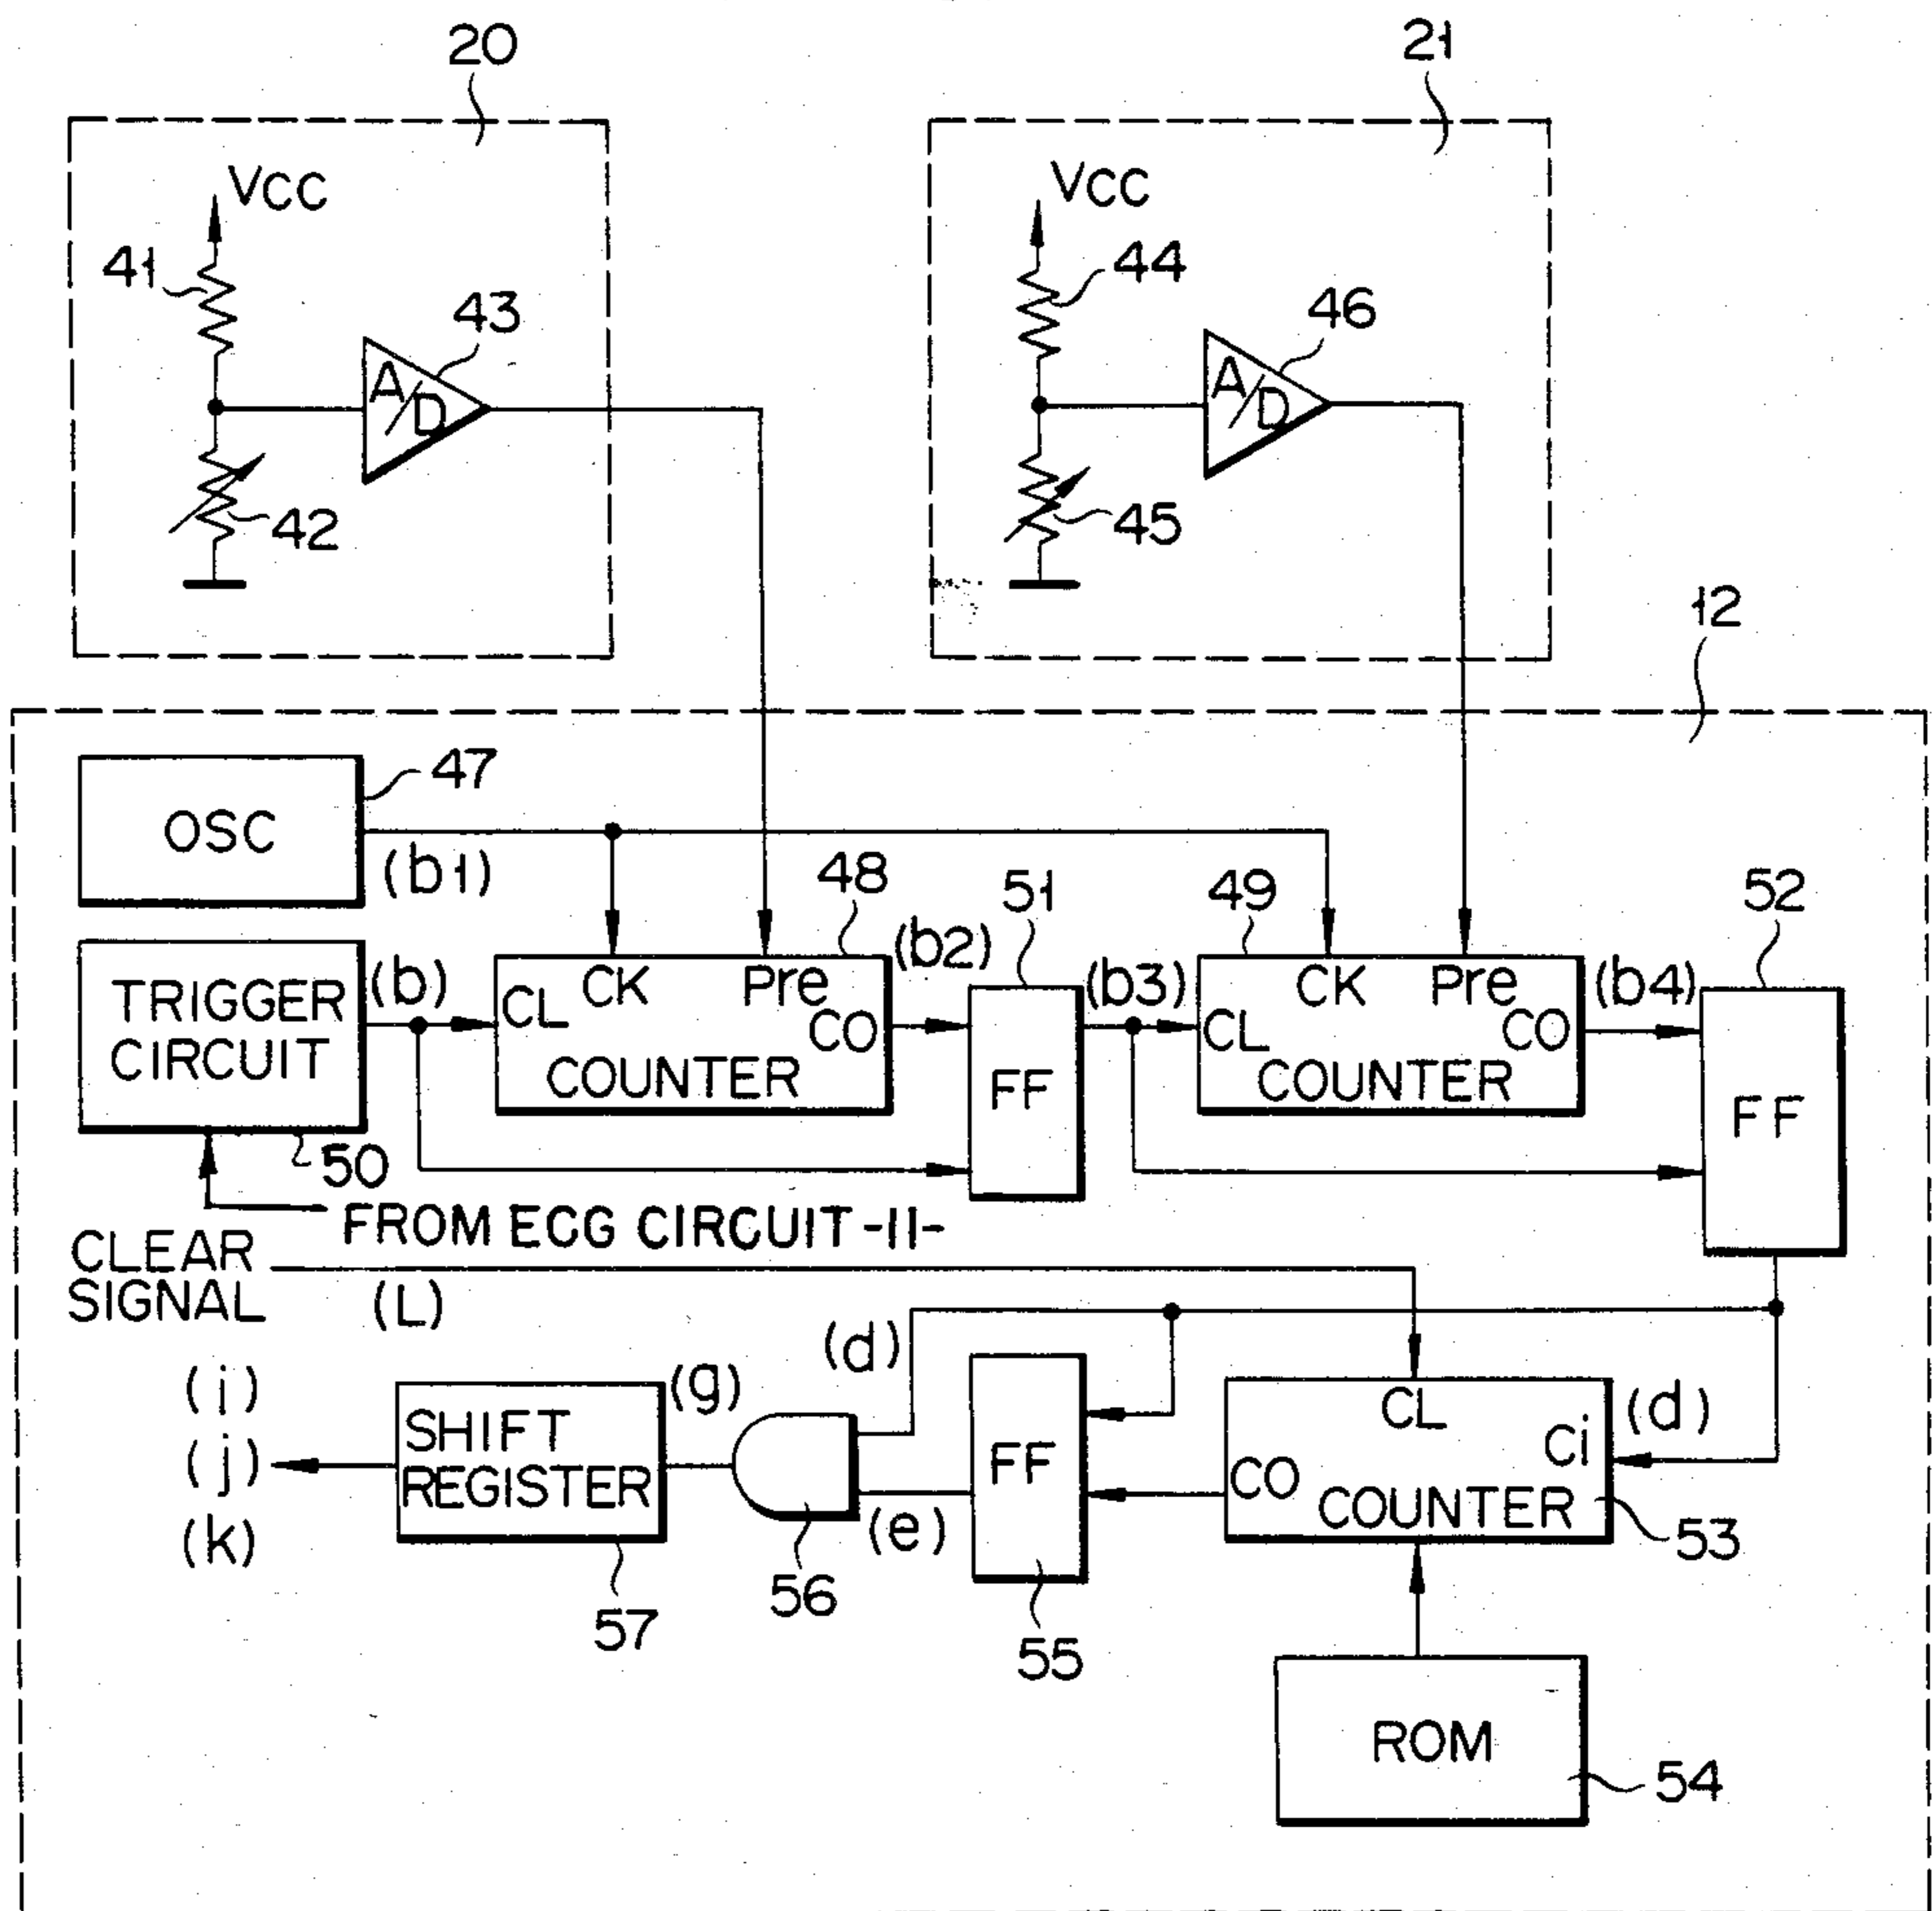 20
21
VCC
VCC
41
44
43
46
A/D
A/D
42
45
12
47
OSC
(b1)
48
51
49
52
(b2)
TRIGGER
CIRCUIT
(b)
CK
Pre
CL
CO
COUNTER
FF
(b3)
CK
Pre
CL
CO
COUNTER
(b4)
FF
50
FROM ECG CIRCUIT -11-
CLEAR
SIGNAL
(L)
(d)
(i)
(j)
(k)
SHIFT
REGISTER
(g)
FF
CL
Ci
CO
COUNTER
(d)
(e)
53
56
57
55
ROM
54